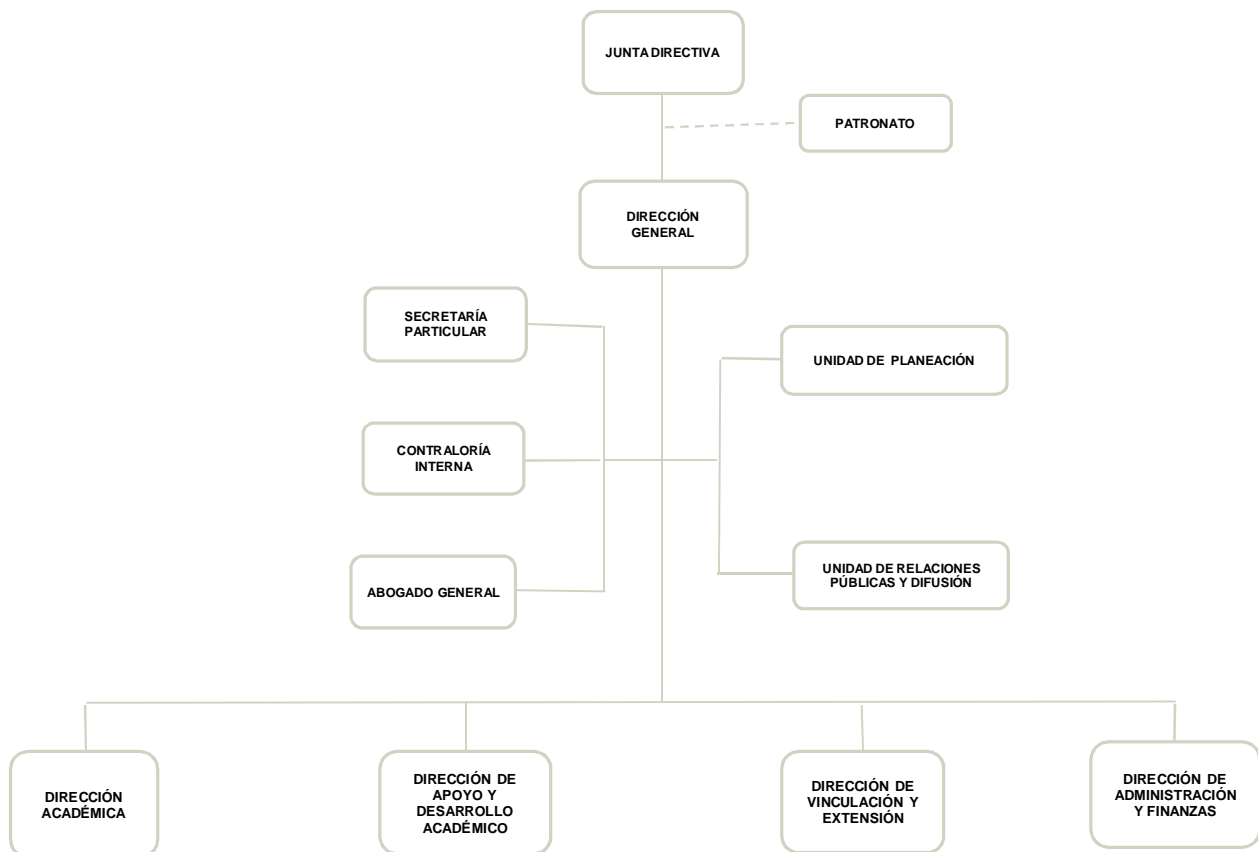 JUNTA DIRECTIVA
PATRONATO
DIRECCIÓN
GENERAL
SECRETARÍA
PARTICULAR
UNIDAD DE PLANEACIÓN
CONTRALORÍA
INTERNA
ABOGADO GENERAL
UNIDAD DE RELACIONES
PÚBLICAS Y DIFUSIÓN
DIRECCIÓN
ACADÉMICA
DIRECCIÓN DE
APOYO Y
DESARROLLO
ACADÉMICO
DIRECCIÓN DE
VINCULACIÓN Y
EXTENSIÓN
DIRECCIÓN DE
ADMINISTRACIÓN
Y FINANZAS